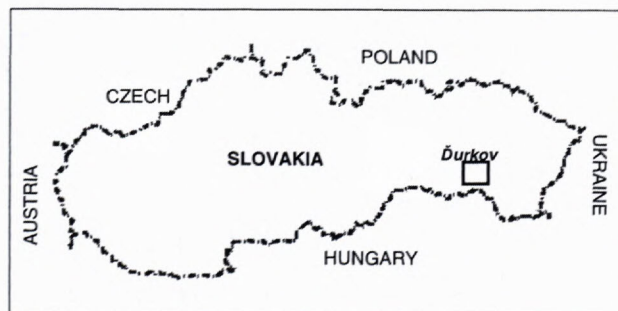 POLAND
CZECH
SLOVAKIA
Ďurkov
UKRAINE
AUSTRIA
HUNGARY